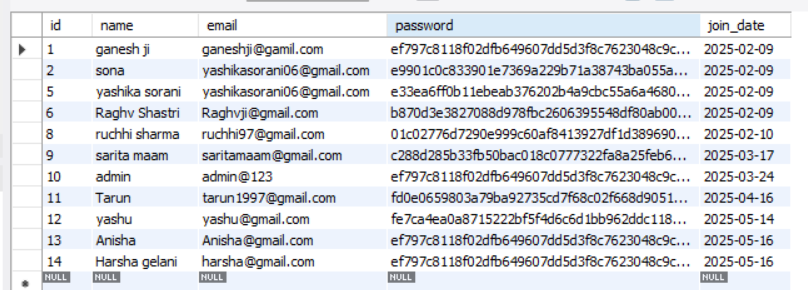 id name email password join_date
1 ganesh ji ganeshji@gamil.com ef797c8118f02dfb649607dd5d3f8c7623048c9c... 2025-02-09
2 sona yashikasorani06@gmail.com e9901c0c833901e7369a229b71a38743ba055a... 2025-02-09
5 yashika sorani yashikasorani06@gmail.com e33ea6ff0b11ebeab376202b4a9cbc55a6a4680... 2025-02-09
6 Raghv Shastri Raghvji@gmail.com b870d3e3827088d978fbc2606395548df80ab00... 2025-02-09
8 ruchhi sharma ruchhi97@gmail.com 01c02776d7290e999c60af8413927df1d389690... 2025-02-10
9 sarita maam saritamaam@gmail.com c288d285b33fb50bac018c0777322fa8a25feb6... 2025-03-17
10 admin admin@123 ef797c8118f02dfb649607dd5d3f8c7623048c9c... 2025-03-24
11 Tarun tarun1997@gmail.com fd0e0659803a79ba92735cd7f68c02f668d9051... 2025-04-16
12 yashu yashu@gmail.com fe7ca4ea0a8715222bf5f4d6c6d1bb962ddc118... 2025-05-14
13 Anisha Anisha@gmail.com ef797c8118f02dfb649607dd5d3f8c7623048c9c... 2025-05-16
14 Harsha gelani harsha@gmail.com ef797c8118f02dfb649607dd5d3f8c7623048c9c... 2025-05-16
NULL NULL NULL NULL NULL